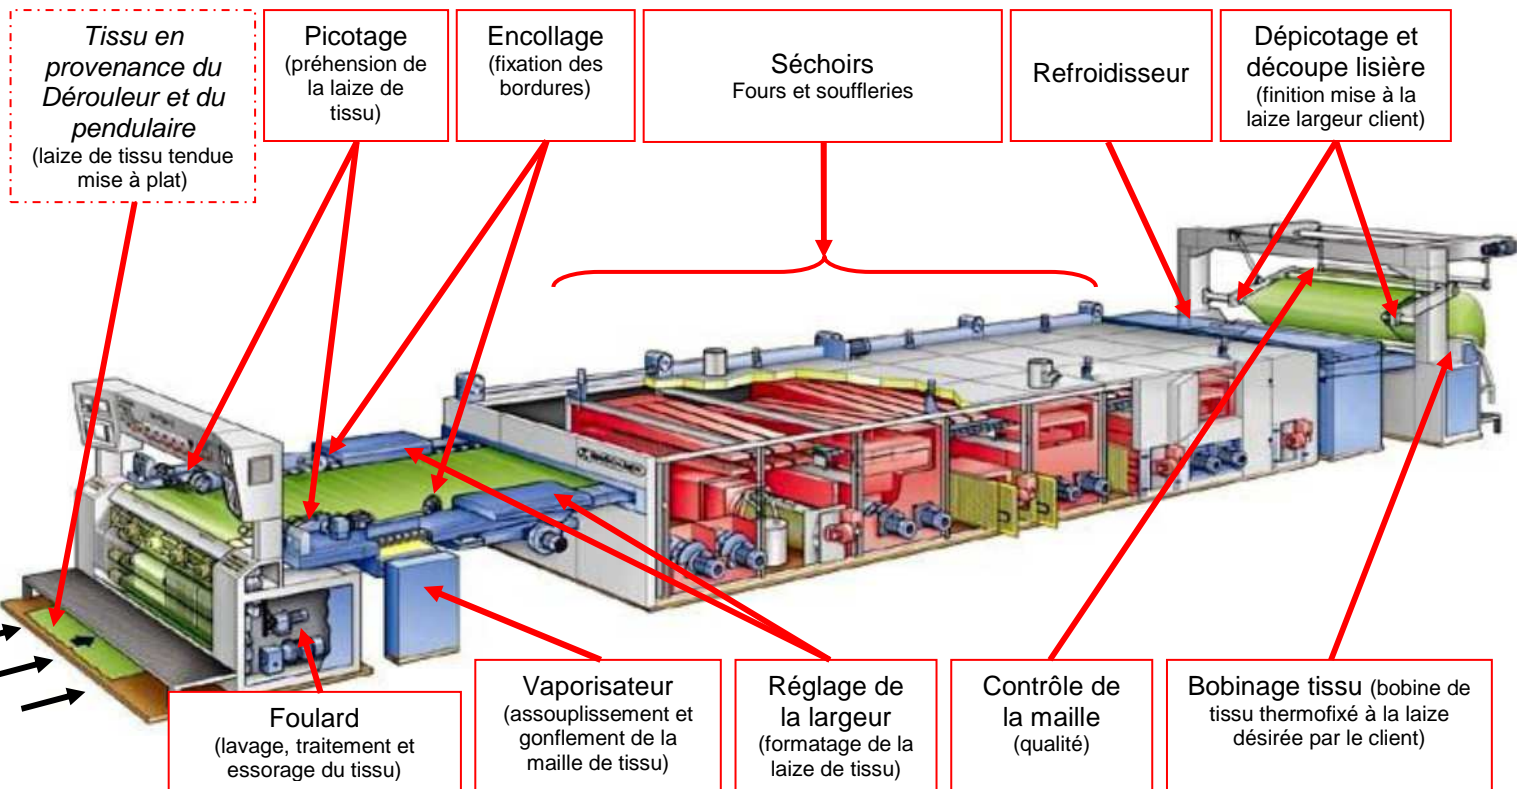 Tissu en
provenance du
Dérouleur et du
pendulaire
(laize de tissu tendue
mise à plat)
Picotage
(préhension de
la laize de
tissu)
Encollage
(fixation des
bordures)
Séchoirs
Fours et souffleries
Refroidisseur
Dépicotage et
découpe lisière
(finition mise à la
laize largeur client)
Foulard
(lavage, traitement et
essorage du tissu)
Vaporisateur
(assouplissement et
gonflement de la
maille de tissu)
Réglage de
la largeur
(formatage de la
laize de tissu)
Contrôle de
la maille
(qualité)
Bobinage tissu (bobine de
tissu thermofixé à la laize
désirée par le client)